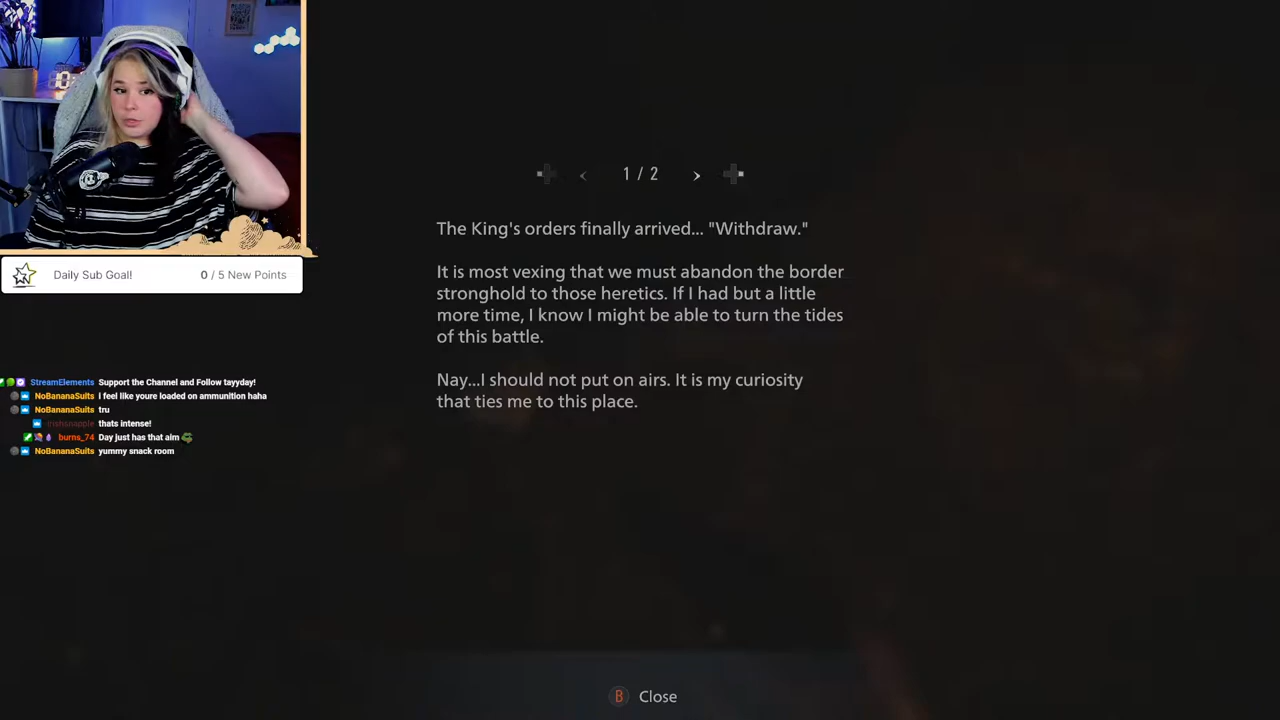 1 / 2
The King's orders finally arrived... "Withdraw."
It is most vexing that we must abandon the border
stronghold to those heretics. If I had but a little
more time, I know I might be able to turn the tides
of this battle.
Nay...I should not put on airs. It is my curiosity
that ties me to this place.
Daily Sub Goal! 0 / 5 New Points
StreamElements Support the Channel and Follow tayyday!
NoBananaSuits I feel like youre loaded on ammunition haha
NoBananaSuits tru
thats intense!
burns_74 Day just has that aim
NoBananaSuits yummy snack room
B Close